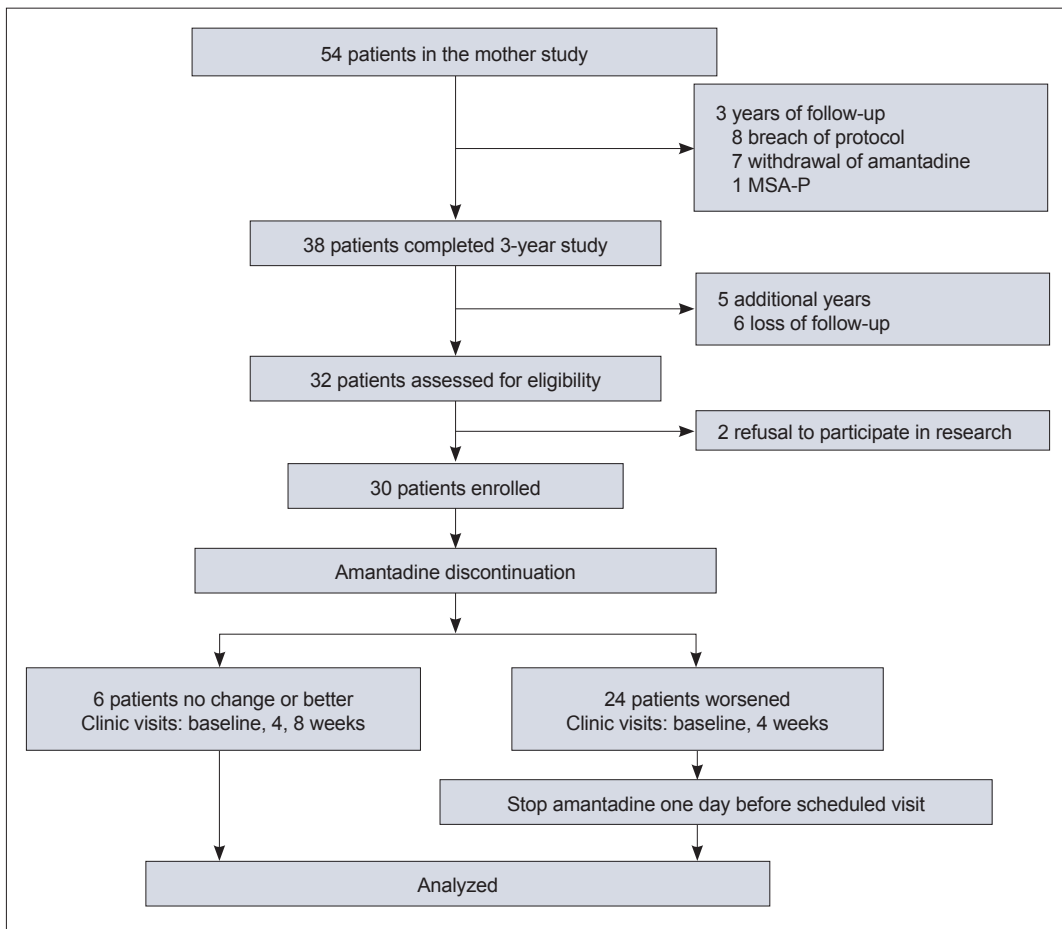 54 patients in the mother study
3 years of follow-up
8 breach of protocol
7 withdrawal of amantadine
1 MSA-P
38 patients completed 3-year study
5 additional years
6 loss of follow-up
32 patients assessed for eligibility
2 refusal to participate in research
30 patients enrolled
Amantadine discontinuation
6 patients no change or better
Clinic visits: baseline, 4, 8 weeks
24 patients worsened
Clinic visits: baseline, 4 weeks
Stop amantadine one day before scheduled visit
Analyzed